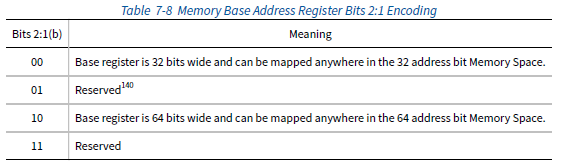 Table 7-8 Memory Base Address Register Bits 2:1 Encoding
Bits 2:1(b) Meaning
00 Base register is 32 bits wide and can be mapped anywhere in the 32 address bit Memory Space.
01 Reserved140
10 Base register is 64 bits wide and can be mapped anywhere in the 64 address bit Memory Space.
11 Reserved